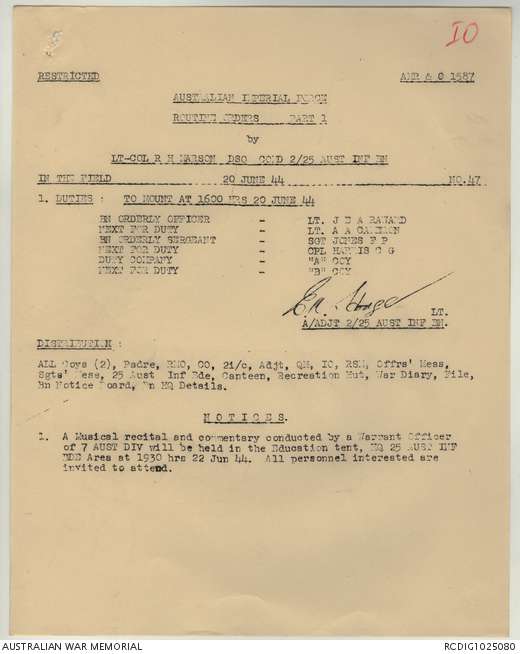 IO
RESTRICTED AHR & O 1587
AUSTRALIAN IMPERIAL FORCE
ROUTINE ORDERS PART 1
by
LT-COL R H MARSON DSO COMD 2/25 AUST INF BN
IN THE FIELD 20 JUNE 44 NO.47
1. DUTIES : TO MOUNT AT 1600 HRS 20 JUNE 44
BN ORDERLY OFFICER - LT. J C A
NEXT FOR DUTY - LT. A A CAMERON
BN ORDERLY SERGEANT - SGT JONES F P
NEXT FOR DUTY - CPL HARRIS C G
DUTY COMPANY - "A" COY
NEXT FOR DUTY - "B" COY
LT.
A/ADJT 2/25 AUST INF BN.
DISTRIBUTION :
ALL Coys (2), Padre, RMO, CO, 2i/c, Adjt, QM, IO, RSM, Offrs' Mess,
Sgts' Mess, 25 Aust Inf Bde, Canteen, Recreation Hut, War Diary, File,
Bn Notice Board, Bn HQ Details.
N O T I C E S.
1. A Musical recital and commentary conducted by a Warrant Officer
of 7 AUST DIV will be held in the Education tent, HQ 25 AUST INF
BDE Area at 1930 hrs 22 Jun 44. All personnel interested are
invited to attend.
AUSTRALIAN WAR MEMORIAL RCDIG1025080